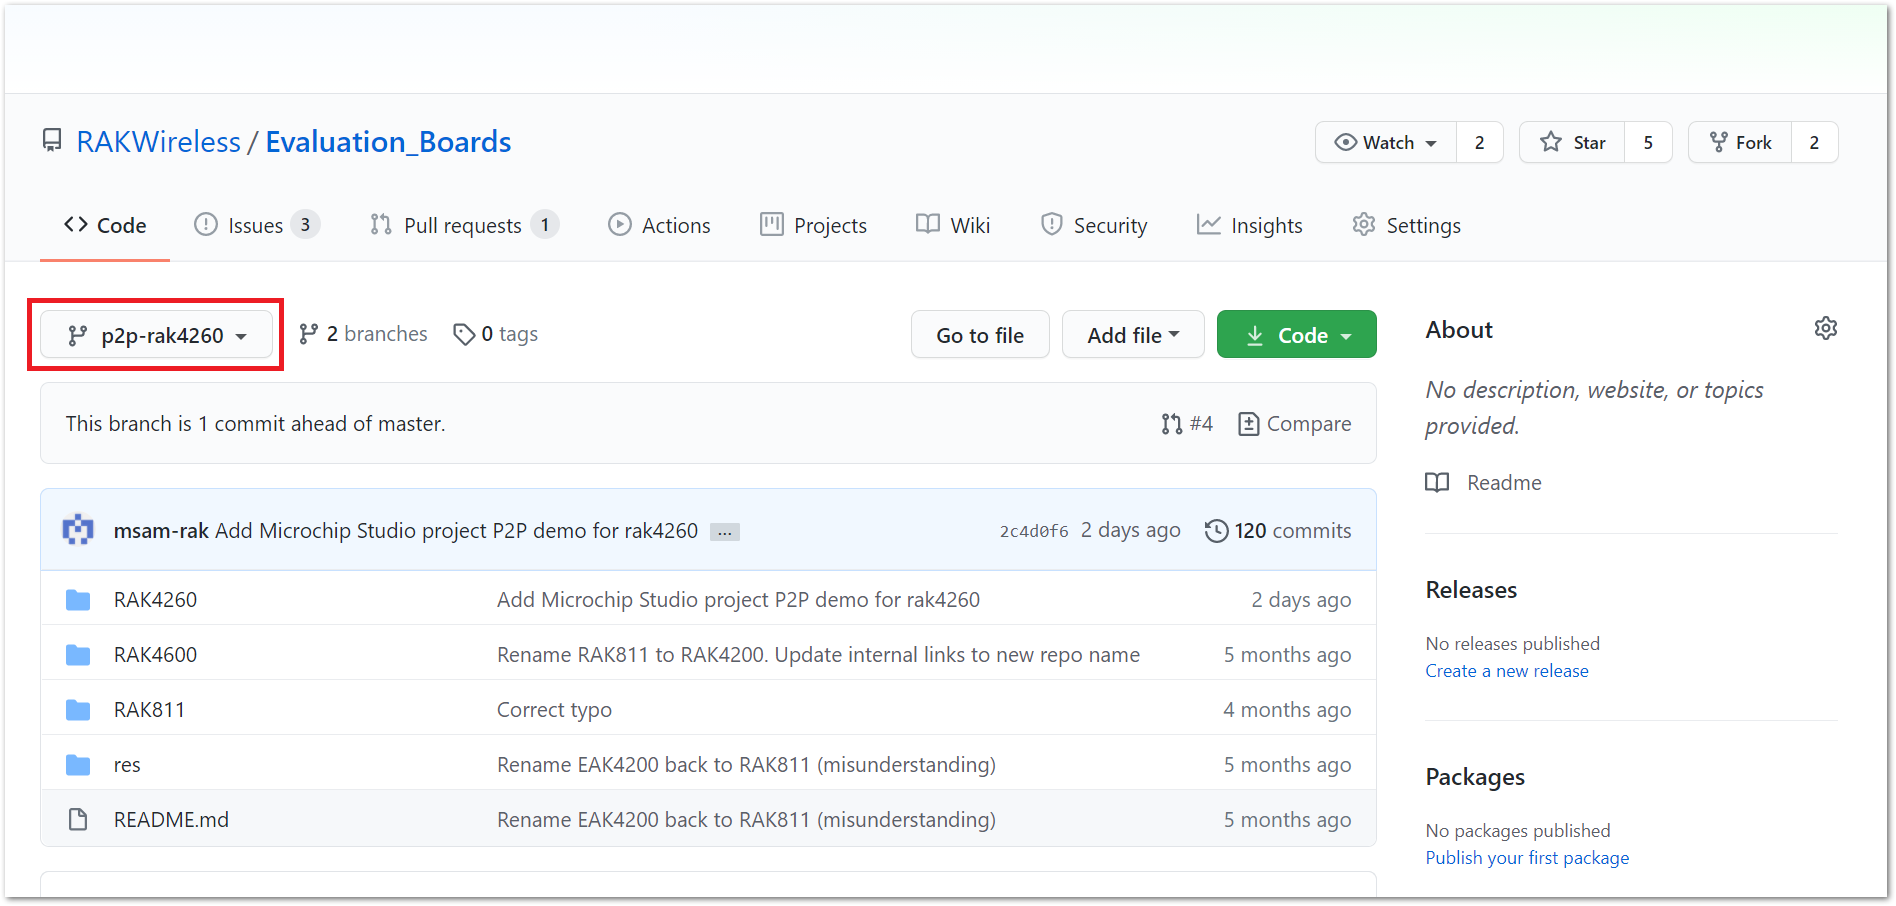 RAKWireless / Evaluation_Boards
Watch 2 Star 5 Fork 2
Code Issues 3 Pull requests 1 Actions Projects Wiki Security Insights Settings
p2p-rak4260 2 branches 0 tags Go to file Add file Code
This branch is 1 commit ahead of master. #4 Compare
msam-rak Add Microchip Studio project P2P demo for rak4260 ... 2c4d0f6 2 days ago 120 commits
RAK4260 Add Microchip Studio project P2P demo for rak4260 2 days ago
RAK4600 Rename RAK811 to RAK4200. Update internal links to new repo name 5 months ago
RAK811 Correct typo 4 months ago
res Rename EAK4200 back to RAK811 (misunderstanding) 5 months ago
README.md Rename EAK4200 back to RAK811 (misunderstanding) 5 months ago
About
No description, website, or topics
provided.
Readme
Releases
No releases published
Create a new release
Packages
No packages published
Publish your first package